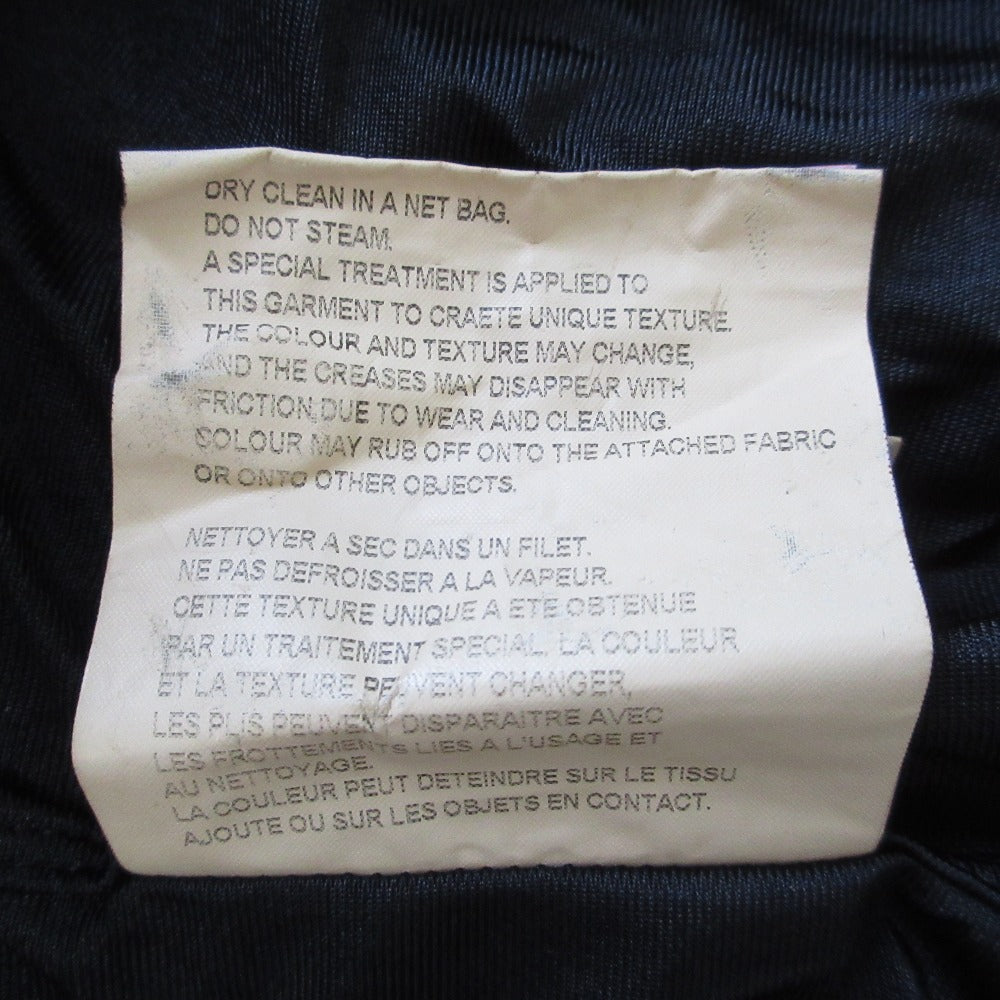 DRY CLEAN IN A NET BAG.
DO NOT STEAM.
A SPECIAL TREATMENT IS APPLIED TO
THIS GARMENT TO CRAETE UNIQUE TEXTURE.
THE COLOUR AND TEXTURE MAY CHANGE,
AND THE CREASES MAY DISAPPEAR WITH
FRICTION DUE TO WEAR AND CLEANING.
COLOUR MAY RUB OFF ONTO THE ATTACHED FABRIC
OR ONTO OTHER OBJECTS.
NETTOYER A SEC DANS UN FILET.
NE PAS DEFROISSER A LA VAPEUR.
CETTE TEXTURE UNIQUE A ETE OBTENUE
PAR UN TRAITEMENT SPECIAL. LA COULEUR
ET LA TEXTURE PEUVENT CHANGER,
LES PLIS PEUVENT DISPARAITRE AVEC
LES FROTTEMENTS LIES A L'USAGE ET
AU NETTOYAGE.
LA COULEUR PEUT DETEINDRE SUR LE TISSU
AJOUTE OU SUR LES OBJETS EN CONTACT.